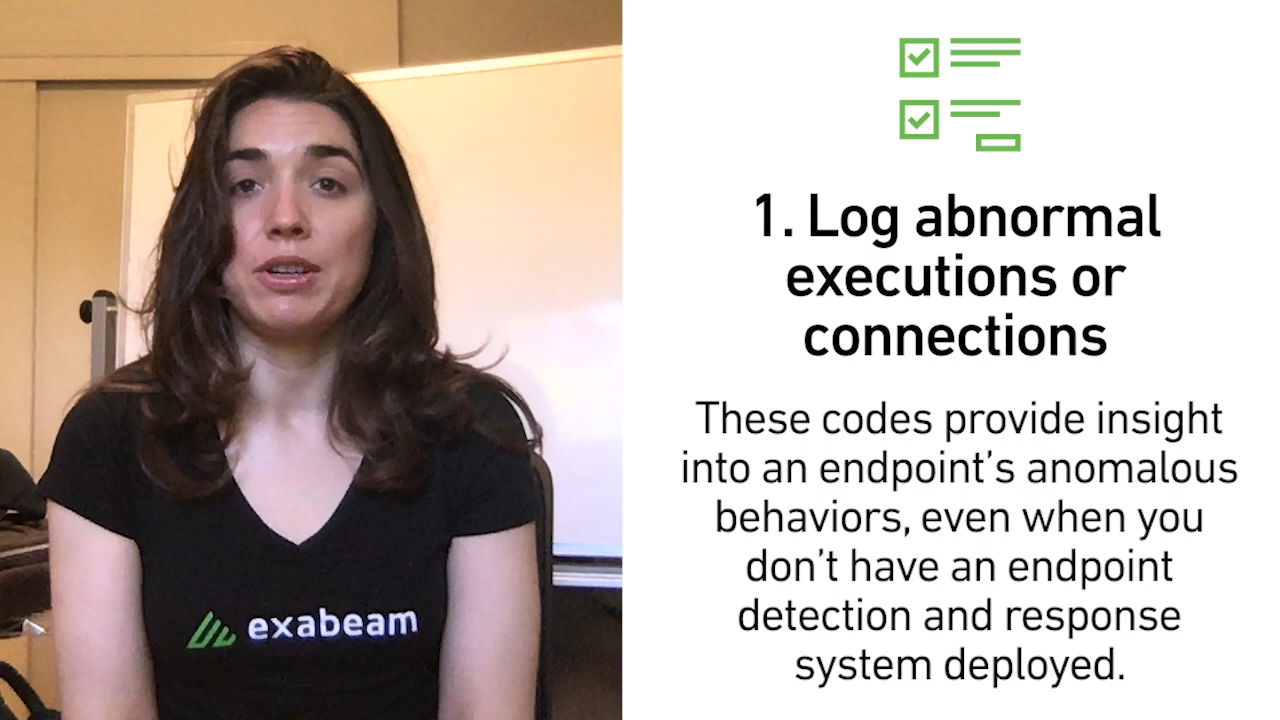 exabeam
1. Log abnormal
executions or
connections
These codes provide insight
into an endpoint's anomalous
behaviors, even when you
don't have an endpoint
detection and response
system deployed.